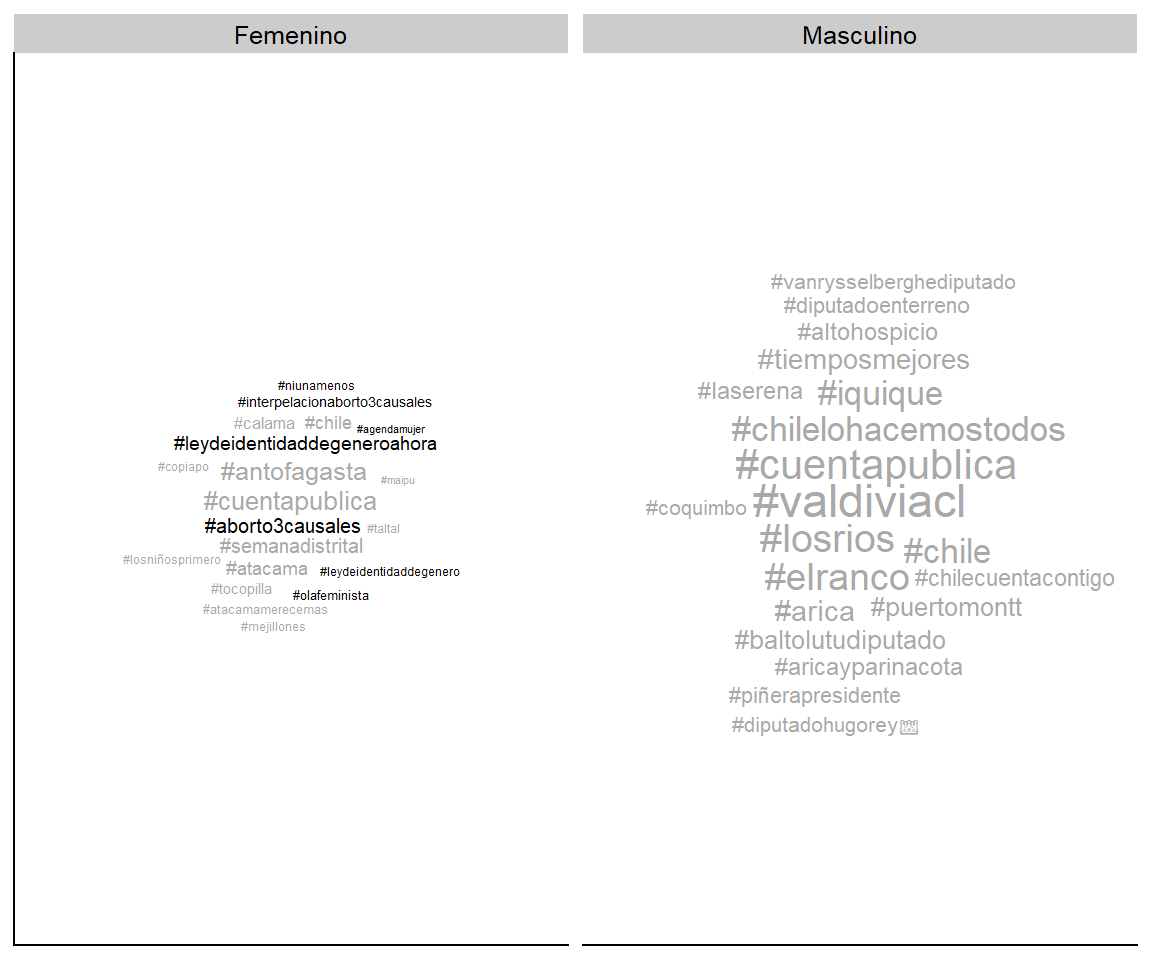 Femenino
#niunamenos
#interpelacionaborto3causales
#calama #chile #agendamujer
#leydeidentidaddegeneroahora
#copiapo #antofagasta #maipu
#cuentapublica
#aborto3causales #taltal
#semanadistrital
#losniñosprimero #atacama #leydeidentidaddegenero
#tocopilla #olafeminista
#atacamamerecemas
#mejillones
Masculino
#vanrysselberghediputado
#diputadoenterreno
#altohospicio
#tiemposmejores
#laserena #iquique
#chilelohacemostodos
#cuentapublica
#coquimbo #valdiviacl
#losrios #chile
#elranco #chilecuentacontigo
#arica #puertomontt
#baltolutudiputado
#aricayparinacota
#piñerapresidente
#diputadohugorey